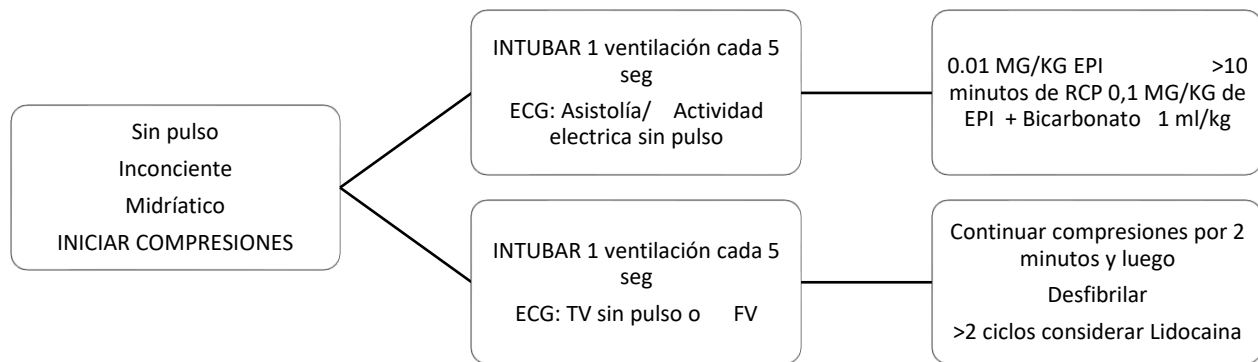 Sin pulso
Inconciente
Midríatico
INICIAR COMPRESIONES
INTUBAR 1 ventilación cada 5
seg
ECG: Asistolía/ Actividad
electrica sin pulso
0.01 MG/KG EPI >10
minutos de RCP 0,1 MG/KG de
EPI + Bicarbonato 1 ml/kg
INTUBAR 1 ventilación cada 5
seg
ECG: TV sin pulso o FV
Continuar compresiones por 2
minutos y luego
Desfibrilar
>2 ciclos considerar Lidocaina